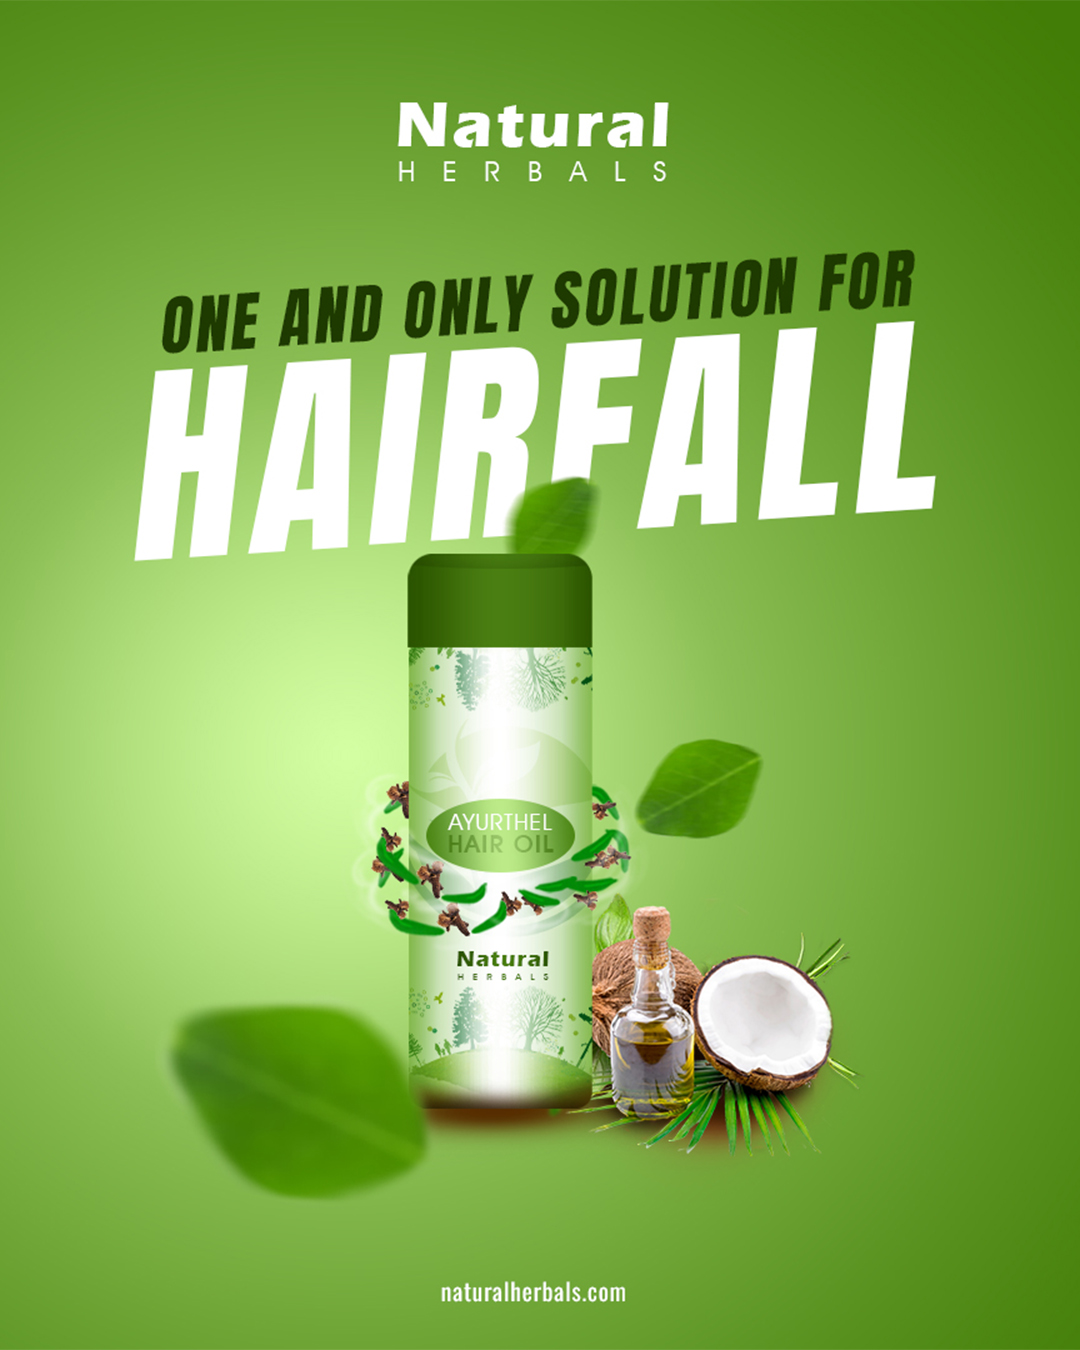 Natural
HERBALS
ONE AND ONLY SOLUTION FOR
HAIRFALL
AYURTHEL
HAIR OIL
Natural
HERBALS
naturalherbals.com